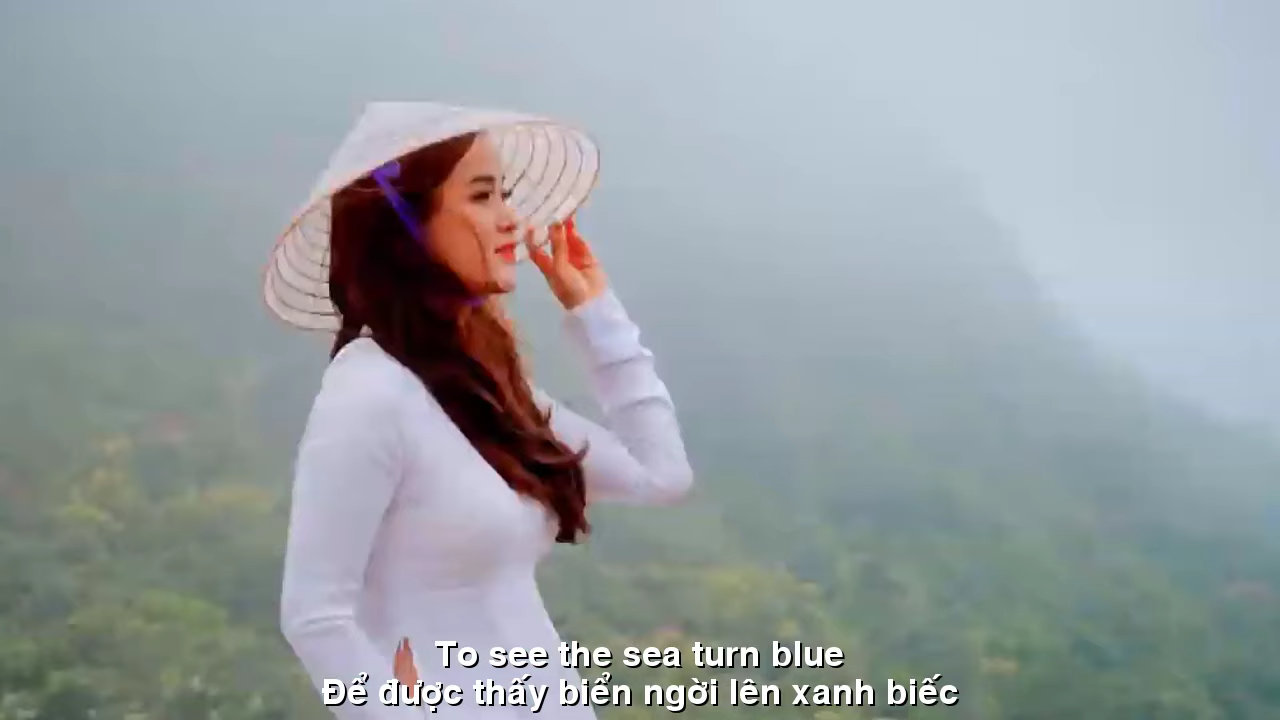 To see the sea turn blue
Để được thấy biển ngời lên xanh biếc